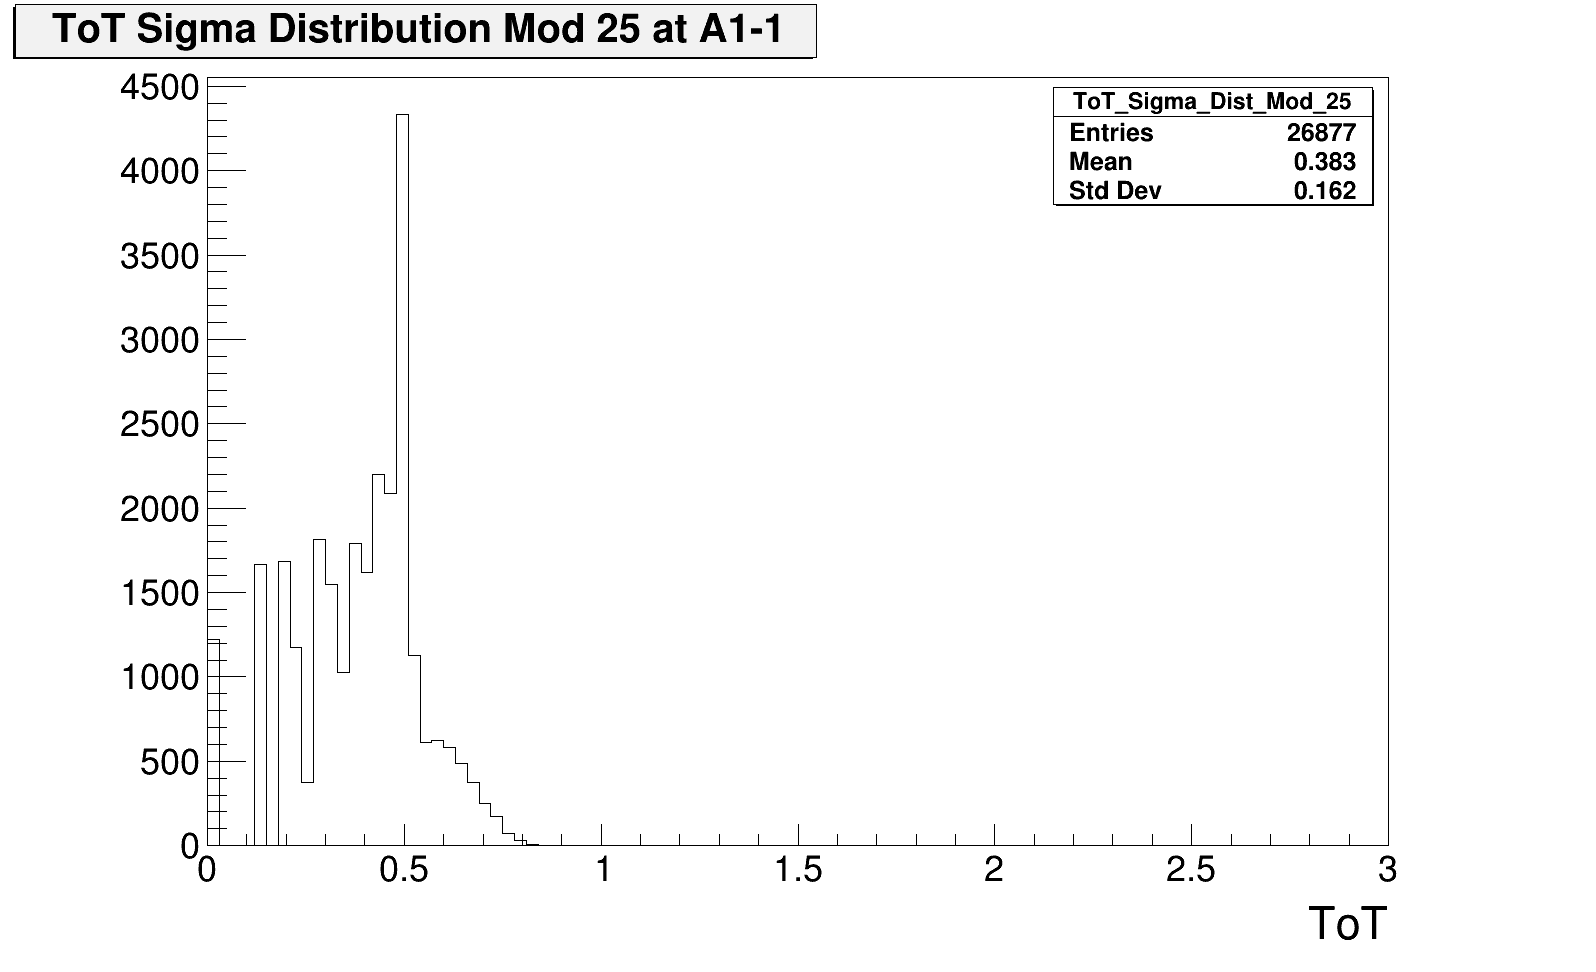 ToT Sigma Distribution Mod 25 at A1-1
ToT_Sigma_Dist_Mod_25
Entries 26877
Mean 0.383
Std Dev 0.162
4500
4000
3500
3000
2500
2000
1500
1000
500
0
0 0.5 1 1.5 2 2.5 3
ToT